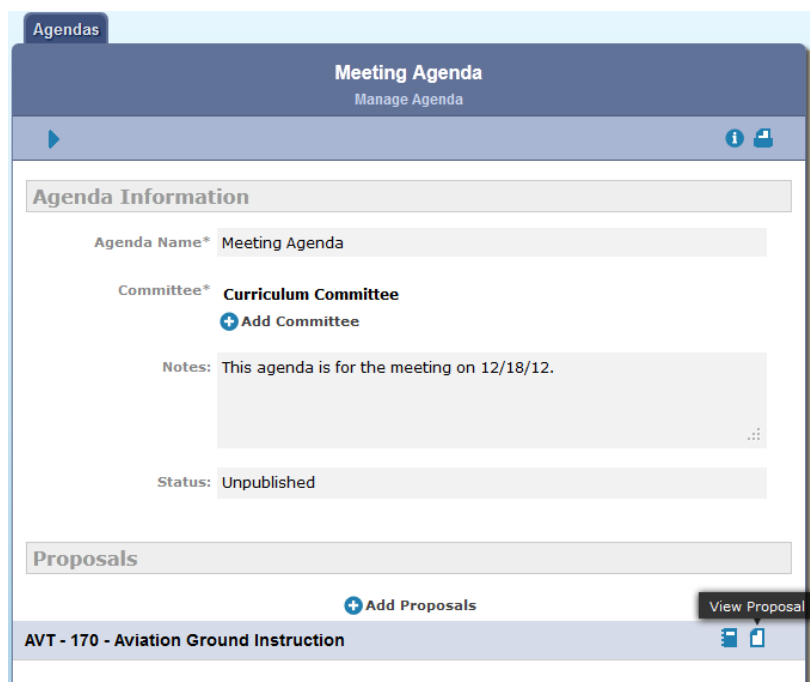 Agendas
Meeting Agenda
Manage Agenda
Agenda Information
Agenda Name* Meeting Agenda
Committee* Curriculum Committee
Add Committee
Notes: This agenda is for the meeting on 12/18/12.
Status: Unpublished
Proposals
Add Proposals
View Proposal
AVT - 170 - Aviation Ground Instruction